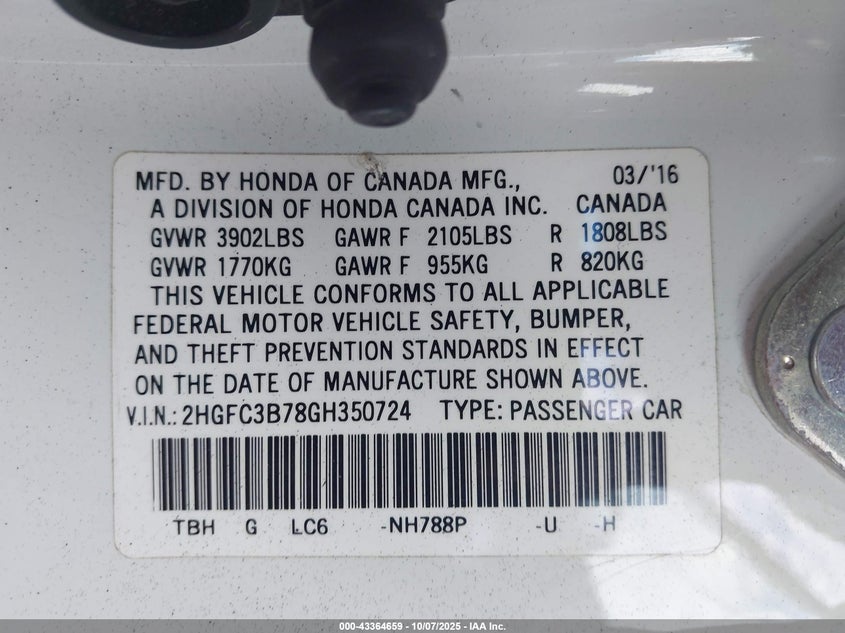 MFD. BY HONDA OF CANADA MFG., 03/'16
A DIVISION OF HONDA CANADA INC. CANADA
GVWR 3902LBS GAWR F 2105LBS R 1808LBS
GVWR 1770KG GAWR F 955KG R 820KG
THIS VEHICLE CONFORMS TO ALL APPLICABLE
FEDERAL MOTOR VEHICLE SAFETY, BUMPER,
AND THEFT PREVENTION STANDARDS IN EFFECT
ON THE DATE OF MANUFACTURE SHOWN ABOVE.
V.I.N.: 2HGFC3B78GH350724 TYPE: PASSENGER CAR
TBH G LC6 -NH788P -U -H
000-43364659 - 10/07/2025 - IAA Inc.